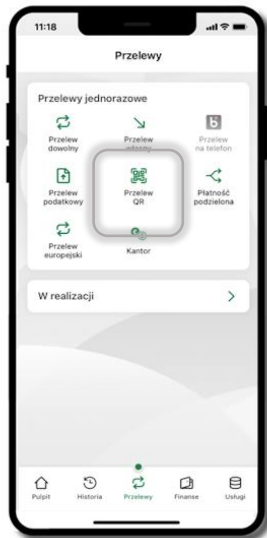 11:18
Przelewy
Przelewy jednorazowe
Przelew
dowolny
Przelew
własny
Przelew
na telefon
Przelew
podatkowy
Przelew
QR
Płatność
podzielona
Przelew
europejski
Kantor
W realizacji
Pulpit
Historia
Przelewy
Finanse
Usługi